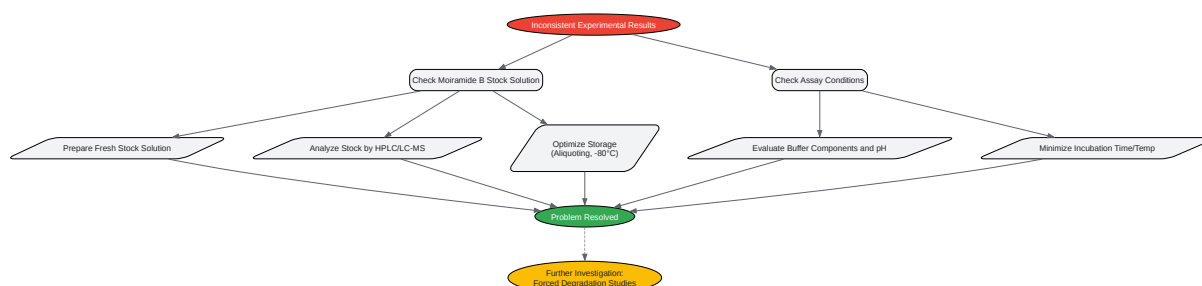 Inconsistent Experimental Results
Check Moiramide B Stock Solution
Check Assay Conditions
Prepare Fresh Stock Solution
Analyze Stock by HPLC/LC-MS
Optimize Storage
(Aliquoting, -80°C)
Evaluate Buffer Components and pH
Minimize Incubation Time/Temp
Problem Resolved
Further Investigation:
Forced Degradation Studies